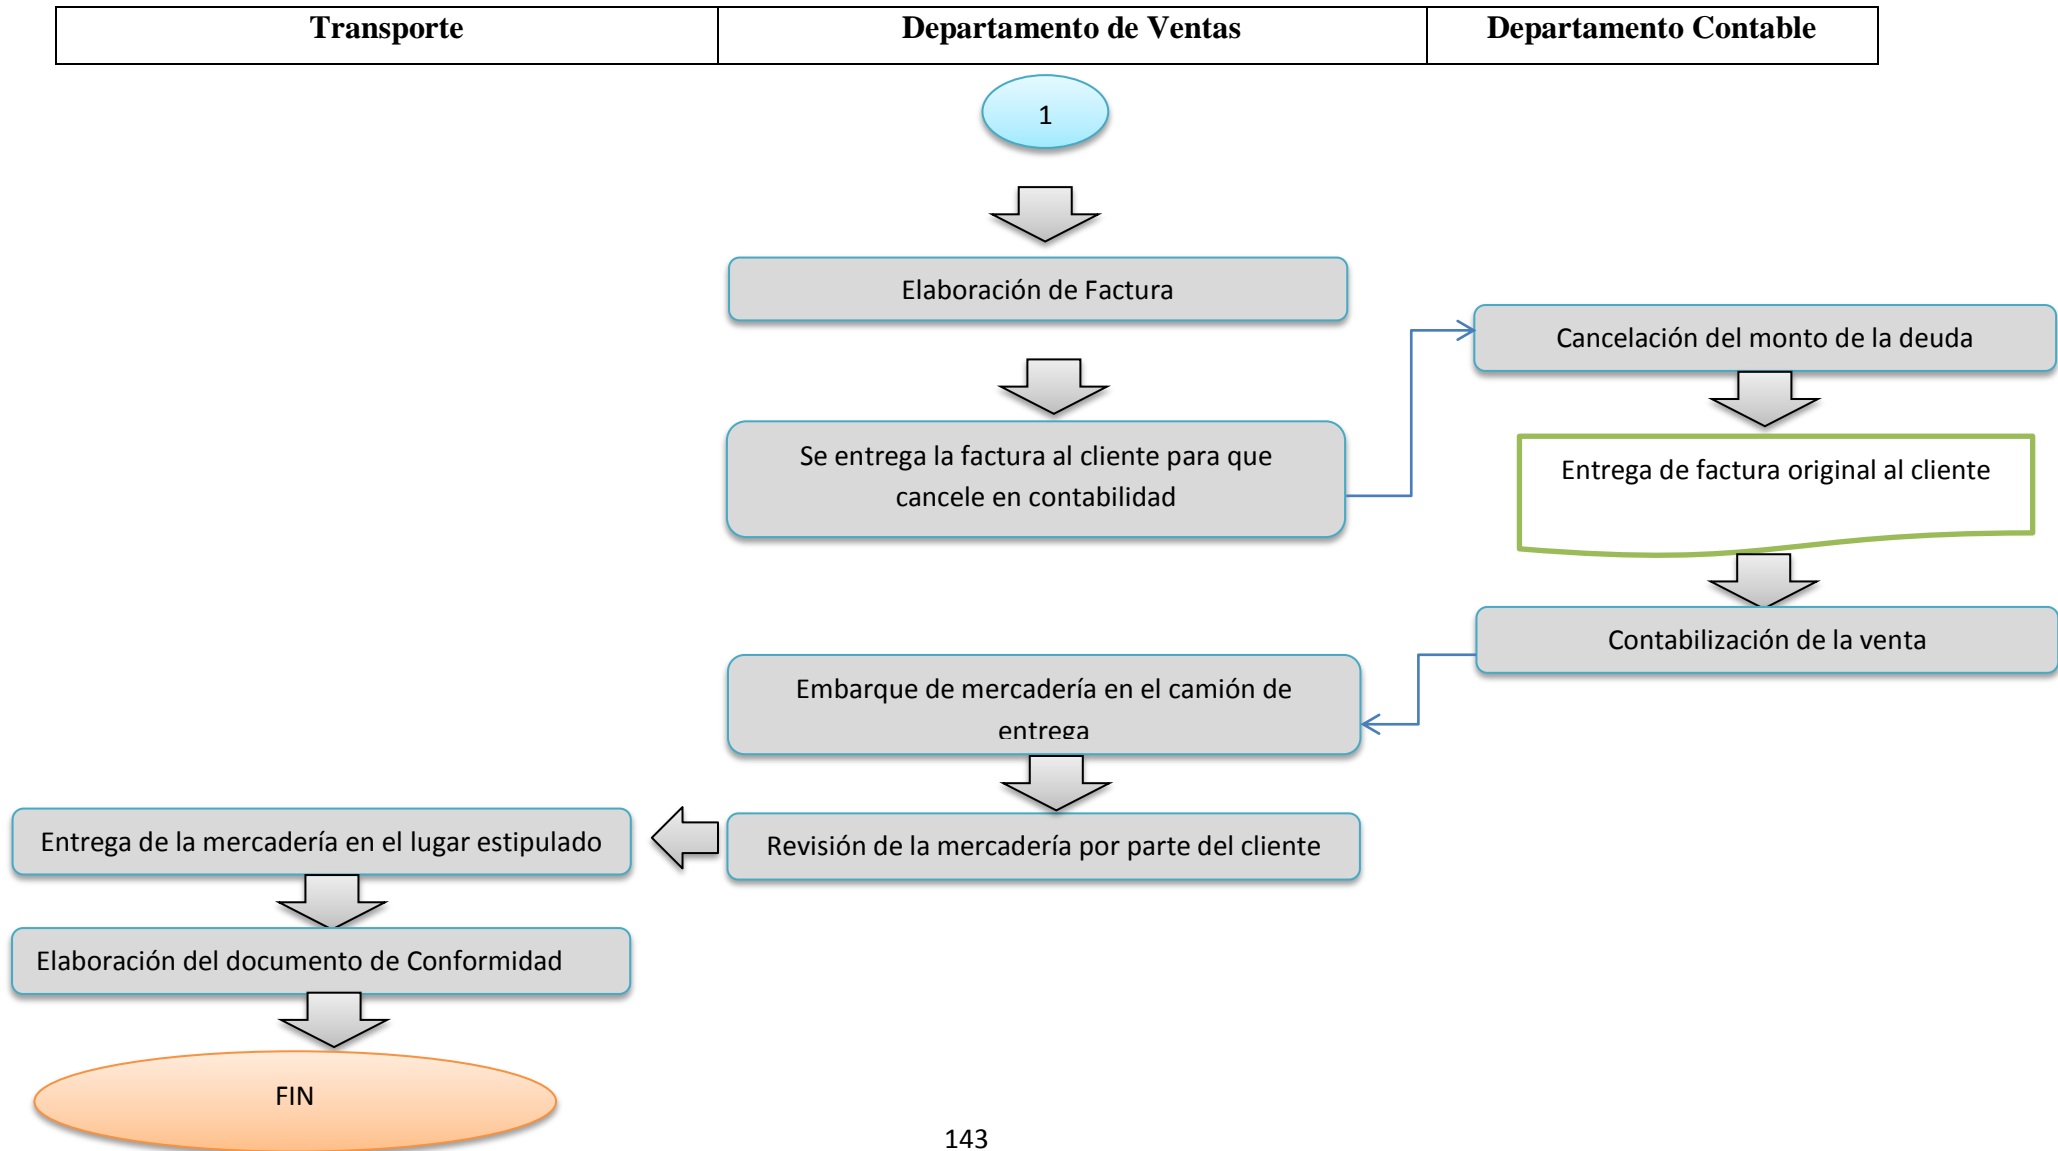 Transporte
Departamento de Ventas
Departamento Contable
1
Elaboración de Factura
Cancelación del monto de la deuda
Se entrega la factura al cliente para que
cancele en contabilidad
Entrega de factura original al cliente
Contabilización de la venta
Embarque de mercadería en el camión de
entrega
Entrega de la mercadería en el lugar estipulado
Revisión de la mercadería por parte del cliente
Elaboración del documento de Conformidad
FIN
143